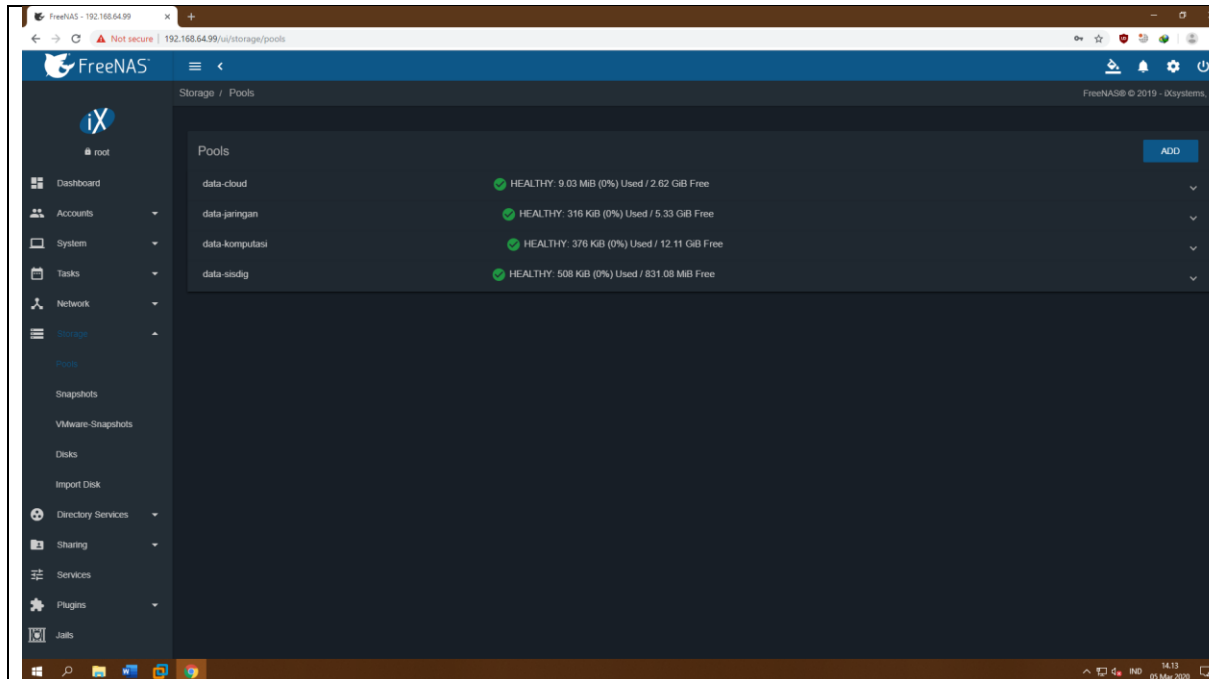 FreeNAS - 192.168.64.99
Not secure | 192.168.64.99/ui/storage/pools
FreeNAS
Storage / Pools
FreeNAS® © 2019 - iXsystems,
iX
root
Pools
ADD
Dashboard
data-cloud HEALTHY: 9.03 MiB (0%) Used / 2.62 GiB Free
Accounts
data-jaringan HEALTHY: 316 KiB (0%) Used / 5.33 GiB Free
System
data-komputasi HEALTHY: 376 KiB (0%) Used / 12.11 GiB Free
Tasks
data-sisdig HEALTHY: 508 KiB (0%) Used / 831.08 MiB Free
Network
Storage
Pools
Snapshots
VMware-Snapshots
Disks
Import Disk
Directory Services
Sharing
Services
Plugins
Jails
IND
14.13
05 Mar 2020